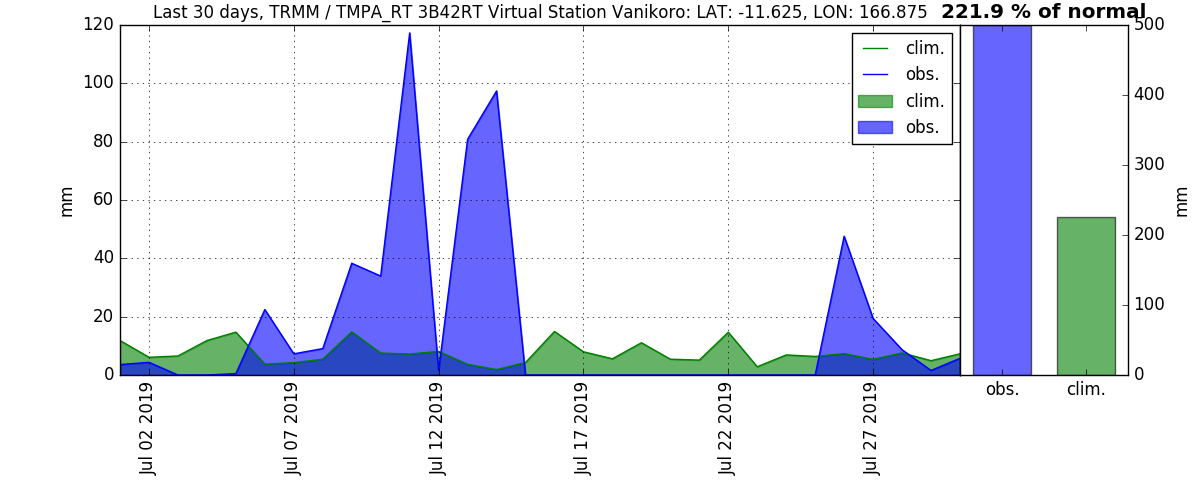 Last 30 days, TRMM / TMPA_RT 3B42RT Virtual Station Vanikoro: LAT: -11.625, LON: 166.875 221.9 % of normal
120
100
80
60
40
20
0
mm
clim.
obs.
clim.
obs.
Jul 02 2019
Jul 07 2019
Jul 12 2019
Jul 17 2019
Jul 22 2019
Jul 27 2019
500
400
300
200
100
0
mm
obs. clim.